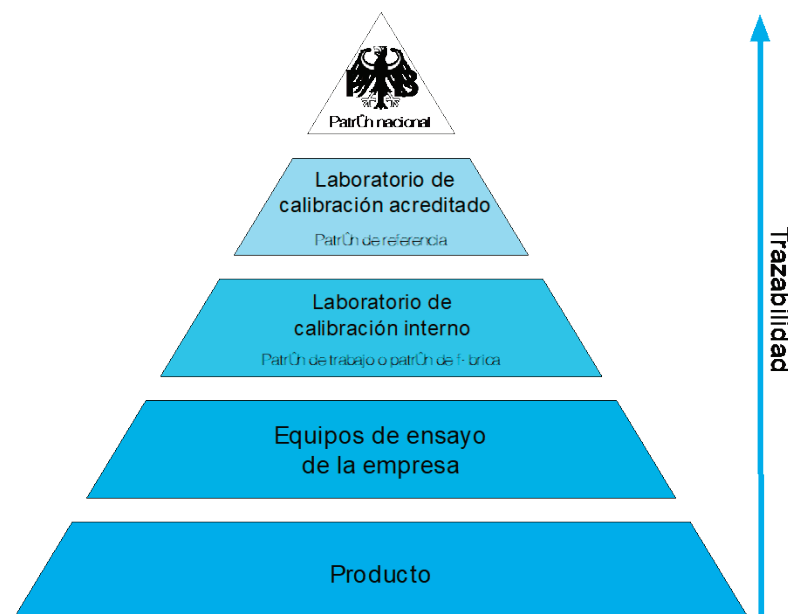 PatrÛn nacional
Laboratorio de
calibración acreditado
PatrÛn de referencia
Laboratorio de
calibración interno
PatrÛn de trabajo o patrÛn de f·brica
Equipos de ensayo
de la empresa
Producto
Trazabilidad